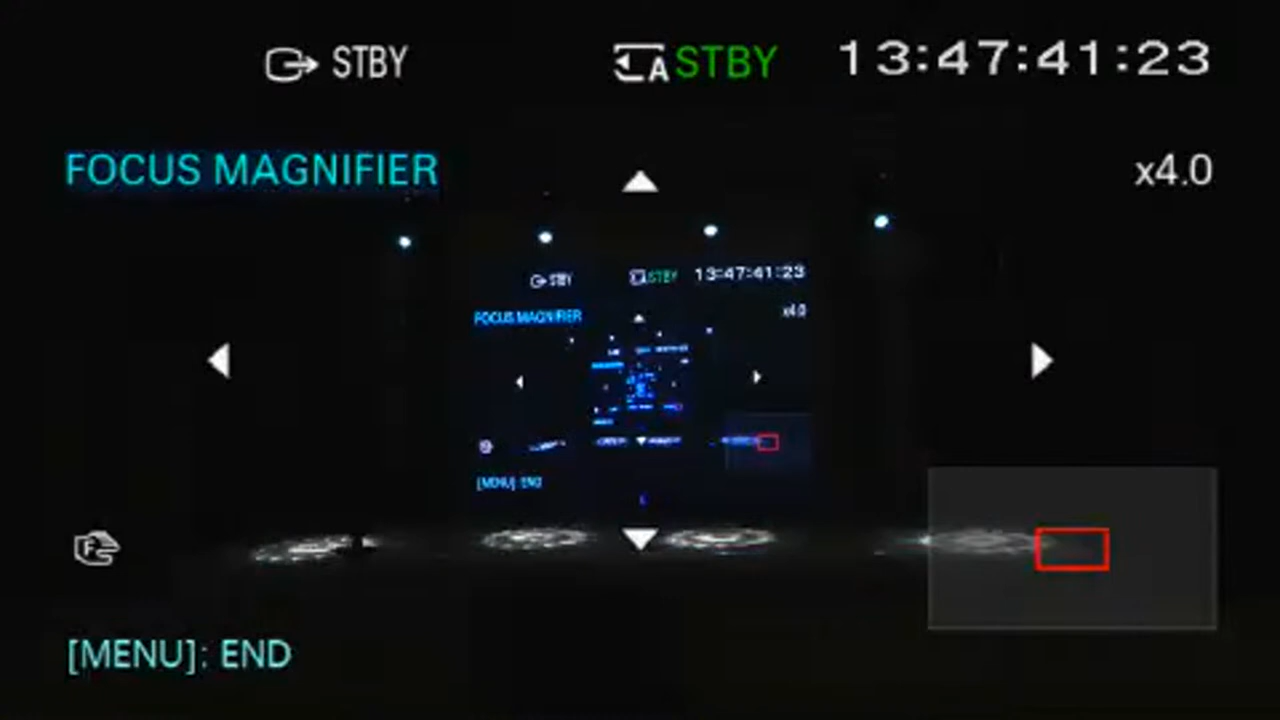 STBY A STBY 13:47:41:23
FOCUS MAGNIFIER x4.0
STBY STBY 13:47:41:23
FOCUS MAGNIFIER x4.0
[MENU]: END
F
[MENU]: END